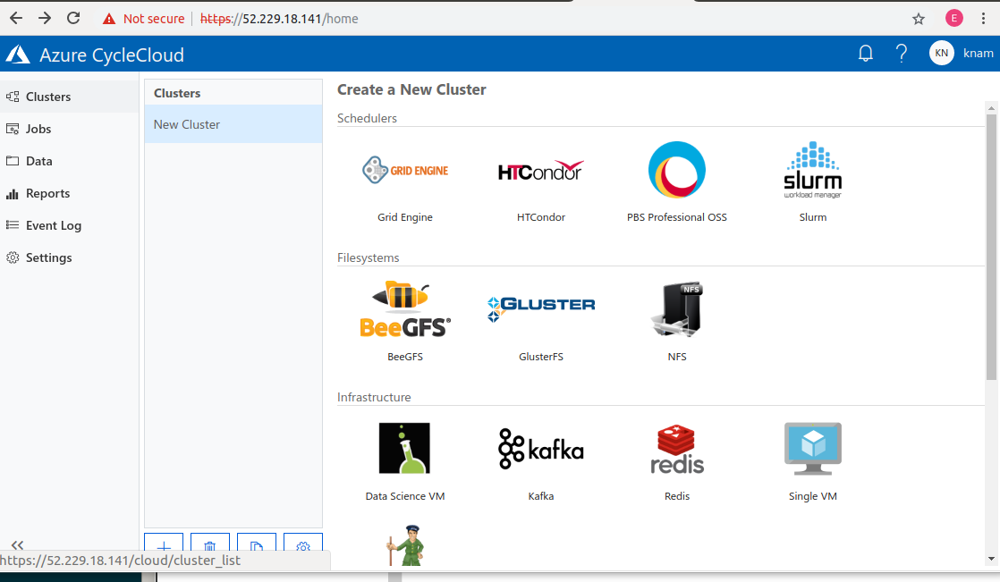 Not secure https://52.229.18.141/home E
Azure CycleCloud KN knam
Clusters
Jobs
Data
Reports
Event Log
Settings
Clusters
New Cluster
Create a New Cluster
Schedulers
GRID ENGINE HTCondor slurm
workload manager
Grid Engine HTCondor PBS Professional OSS Slurm
Filesystems
BeeGFS® GLUSTER NFS
BeeGFS GlusterFS NFS
Infrastructure
kafka redis
Data Science VM Kafka Redis Single VM
https://52.229.18.141/cloud/cluster_list